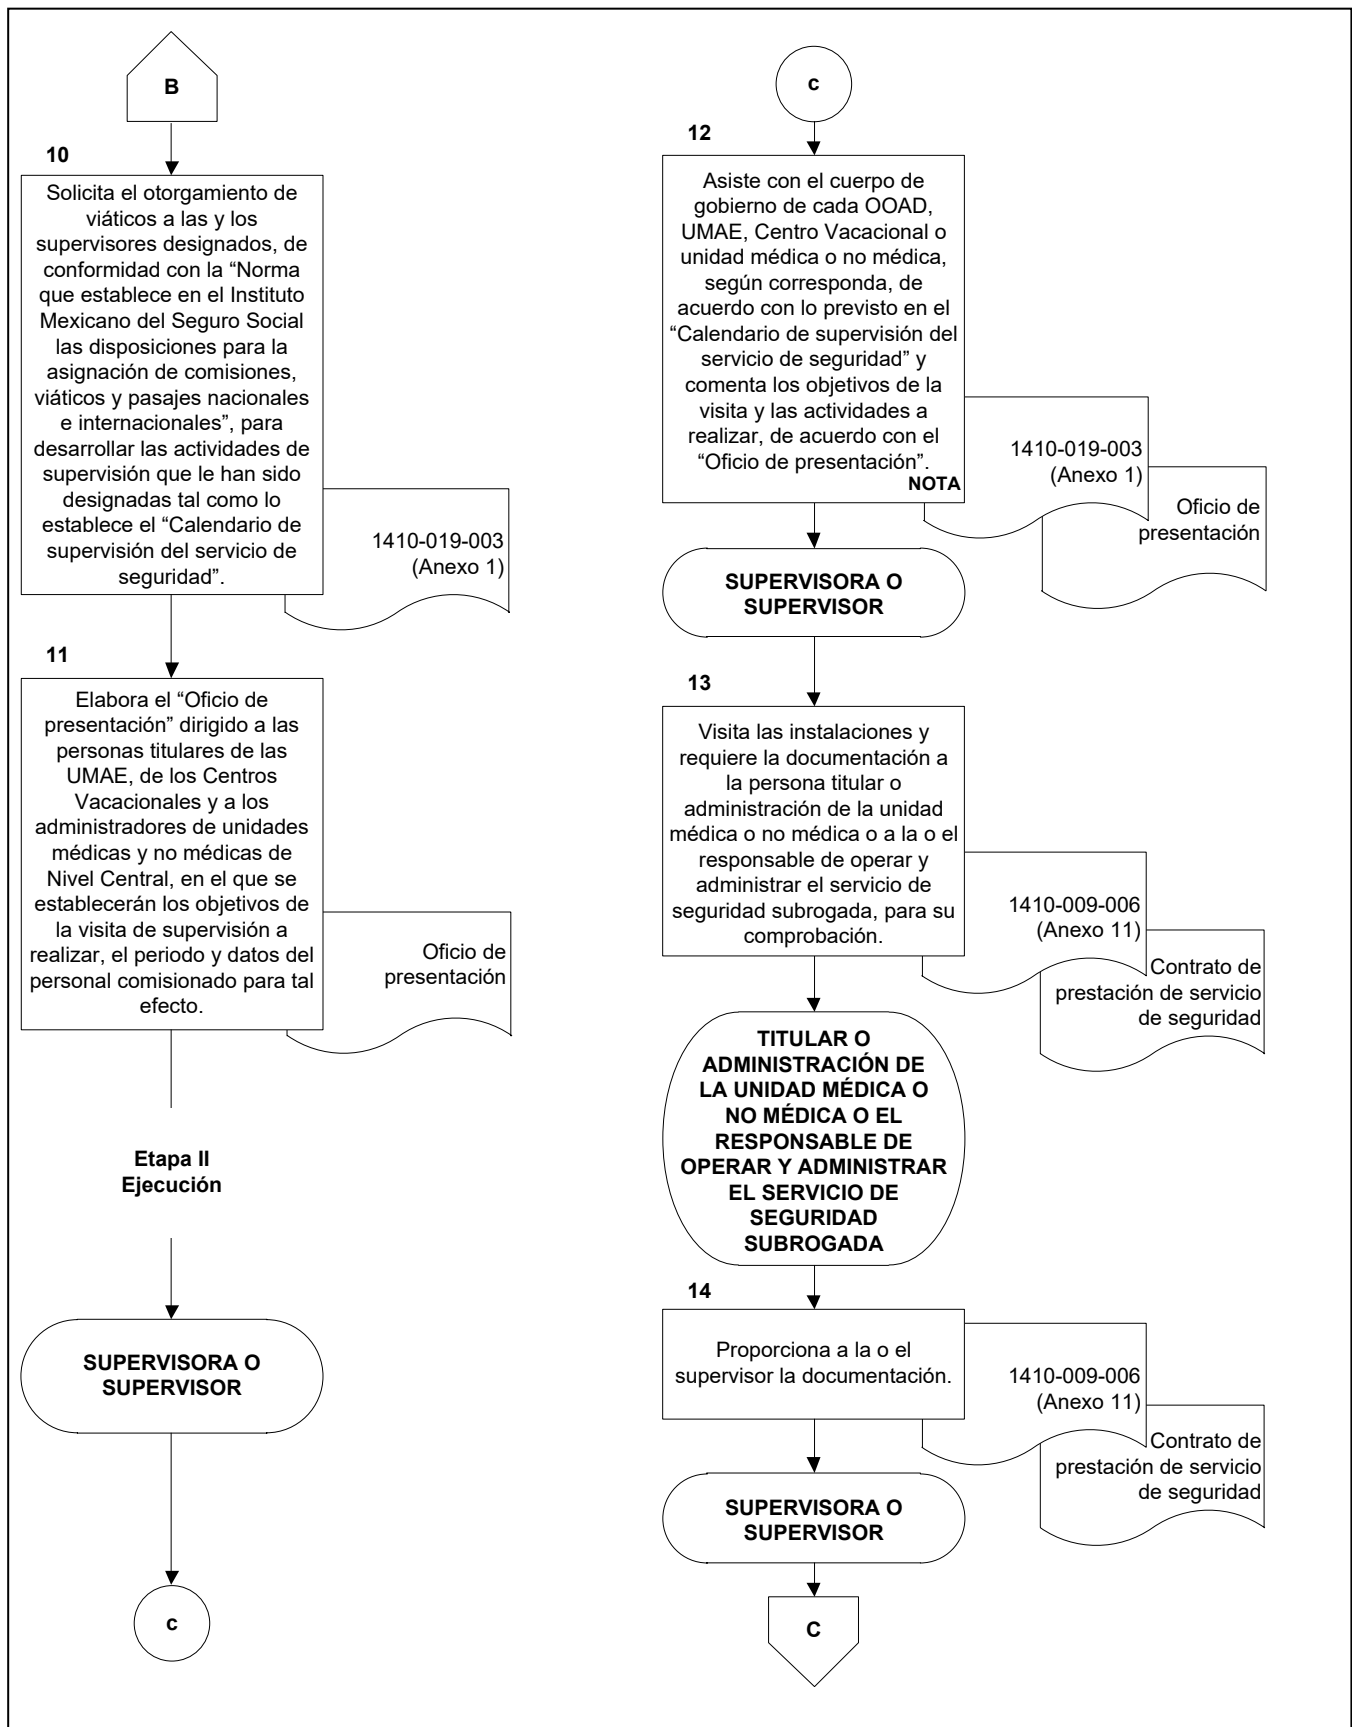 B
10
Solicita el otorgamiento de
viáticos a las y los
supervisores designados, de
conformidad con la “Norma
que establece en el Instituto
Mexicano del Seguro Social
las disposiciones para la
asignación de comisiones,
viáticos y pasajes nacionales
e internacionales”, para
desarrollar las actividades de
supervisión que le han sido
designadas tal como lo
establece el “Calendario de
supervisión del servicio de
seguridad”.
1410-019-003
(Anexo 1)
11
Elabora el “Oficio de
presentación” dirigido a las
personas titulares de las
UMAE, de los Centros
Vacacionales y a los
administradores de unidades
médicas y no médicas de
Nivel Central, en el que se
establecerán los objetivos de
la visita de supervisión a
realizar, el periodo y datos del
personal comisionado para tal
efecto.
Oficio de
presentación
Etapa II
Ejecución
SUPERVISORA O
SUPERVISOR
c
c
12
Asiste con el cuerpo de
gobierno de cada OOAD,
UMAE, Centro Vacacional o
unidad médica o no médica,
según corresponda, de
acuerdo con lo previsto en el
“Calendario de supervisión del
servicio de seguridad” y
comenta los objetivos de la
visita y las actividades a
realizar, de acuerdo con el
“Oficio de presentación”.
NOTA
1410-019-003
(Anexo 1)
Oficio de
presentación
SUPERVISORA O
SUPERVISOR
13
Visita las instalaciones y
requiere la documentación a
la persona titular o
administración de la unidad
médica o no médica o a la o el
responsable de operar y
administrar el servicio de
seguridad subrogada, para su
comprobación.
1410-009-006
(Anexo 11)
Contrato de
prestación de servicio
de seguridad
TITULAR O
ADMINISTRACIÓN DE
LA UNIDAD MÉDICA O
NO MÉDICA O EL
RESPONSABLE DE
OPERAR Y ADMINISTRAR
EL SERVICIO DE
SEGURIDAD
SUBROGADA
14
Proporciona a la o el
supervisor la documentación.
1410-009-006
(Anexo 11)
Contrato de
prestación de servicio
de seguridad
SUPERVISORA O
SUPERVISOR
C